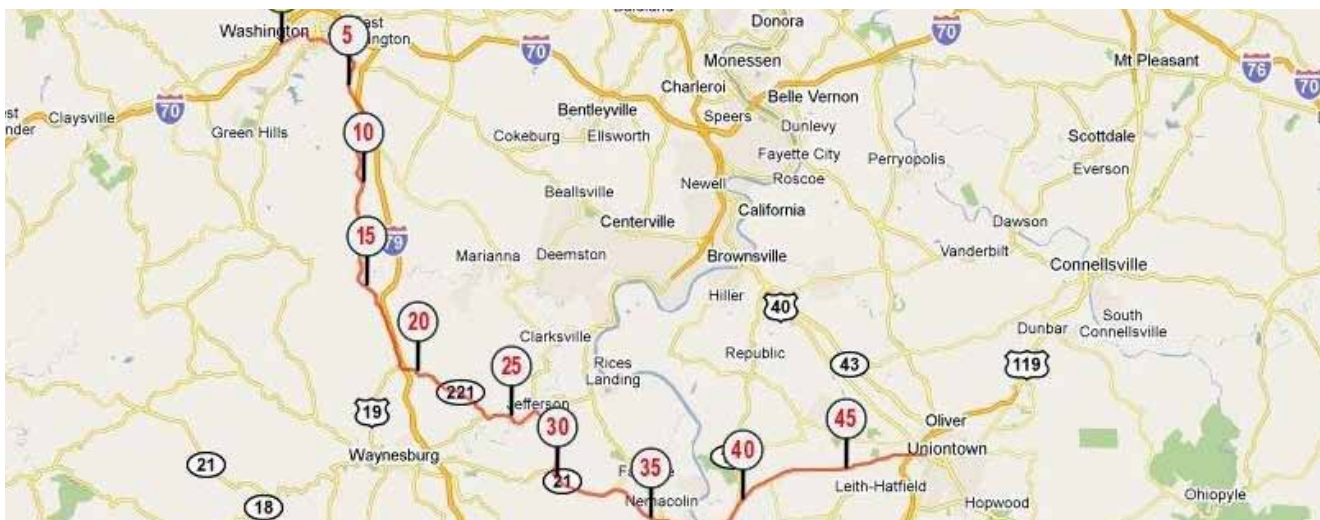 Donora
Washington
5
70
70
Monessen
Mt Pleasant
76
70
Charleroi
Belle Vernon
70
Claysville
Bentleyville
Speers
Green Hills
10
Cokeburg
Ellsworth
Dunlevy
Scottdale
Fayette City
Perryopolis
Everson
Roscoe
Newell
Beallsville
California
Centerville
Dawson
15
79
Marianna
Deemston
Brownsville
Vanderbilt
Connellsville
Hiller
40
20
Clarksville
South
Connellsville
Dunbar
Republic
Rices
Landing
43
119
25
221
Jefferson
19
Oliver
45
30
40
Uniontown
Waynesburg
21
35
21
Leith-Hatfield
Nemacolin
Hopwood
Ohiopyle
18